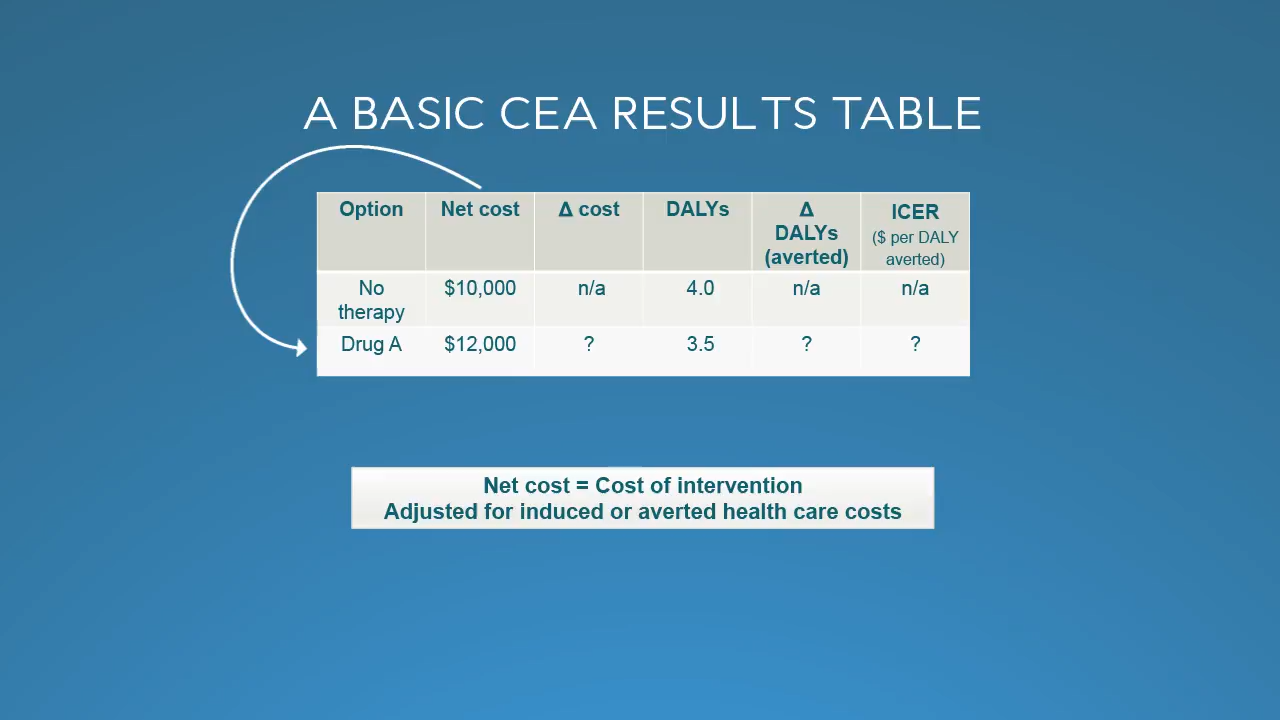 A BASIC CEA RESULTS TABLE
Option Net cost Δ cost DALYs Δ DALYs (averted) ICER ($ per DALY averted)
No therapy $10,000 n/a 4.0 n/a n/a
Drug A $12,000 ? 3.5 ? ?
Net cost = Cost of intervention
Adjusted for induced or averted health care costs